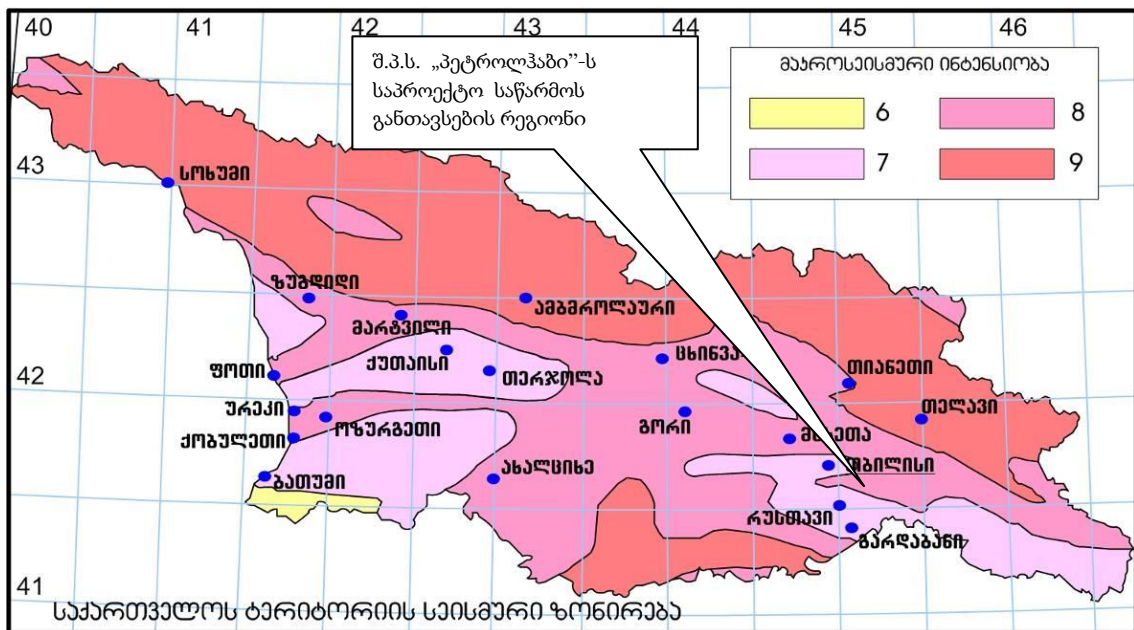 40 41 42 43 44 45 46
შ.პ.ს. „პეტროლჰაბი”-ს
საპროექტო საწარმოს
განთავსების რეგიონი
მაკროსეისმური ინტენსიობა
6 8
7 9
43
სოხუმი
ზუგდიდი
ამბმროლაური
მარტვილი
ქუთაისი
თერჯოლა
ფოთი
42
ურეკი
ოზურგეთი
ქობულეთი
ბათუმი
ახალციხე
გორი
თიანეთი
თელავი
რუსთავი
გარდაბანი
41
საქართველოს ტერიტორიის სეისმური ზონირება